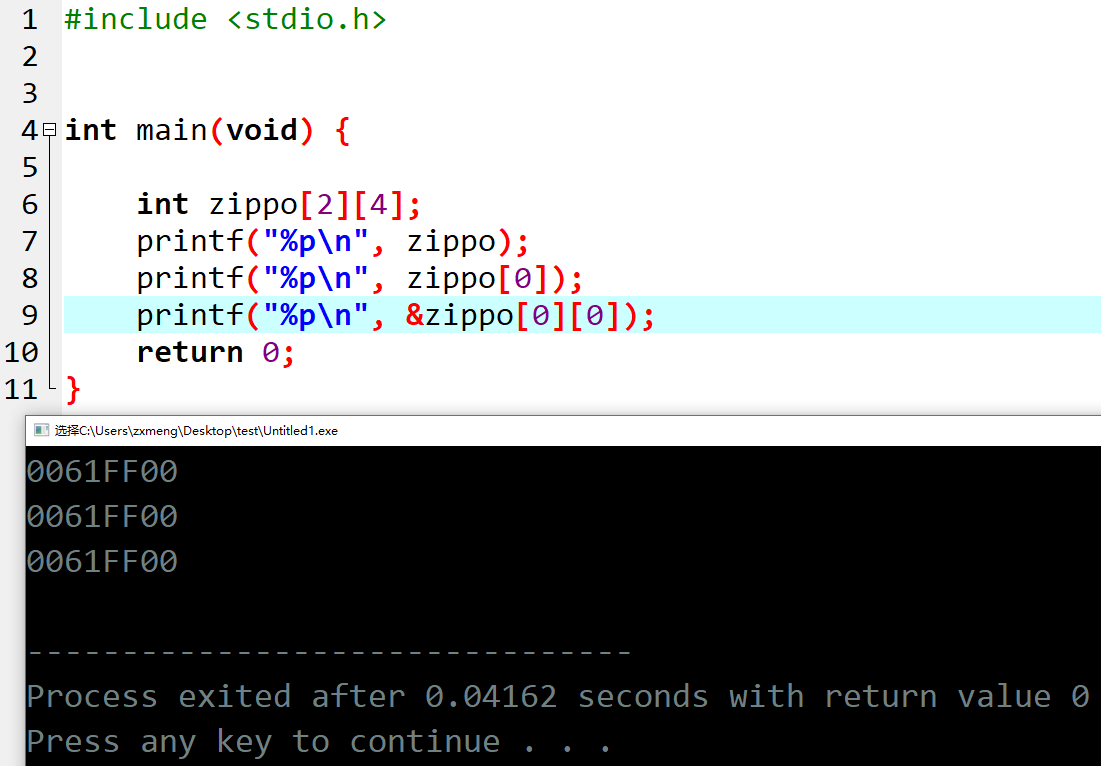 1 #include <stdio.h>
2
3
4 int main(void) {
5
6     int zippo[2][4];
7     printf("%p\n", zippo);
8     printf("%p\n", zippo[0]);
9     printf("%p\n", &zippo[0][0]);
10     return 0;
11 }
选择C:\Users\zxmeng\Desktop\test\Untitled1.exe
0061FF00
0061FF00
0061FF00
--------------------------------
Process exited after 0.04162 seconds with return value 0
Press any key to continue . . .